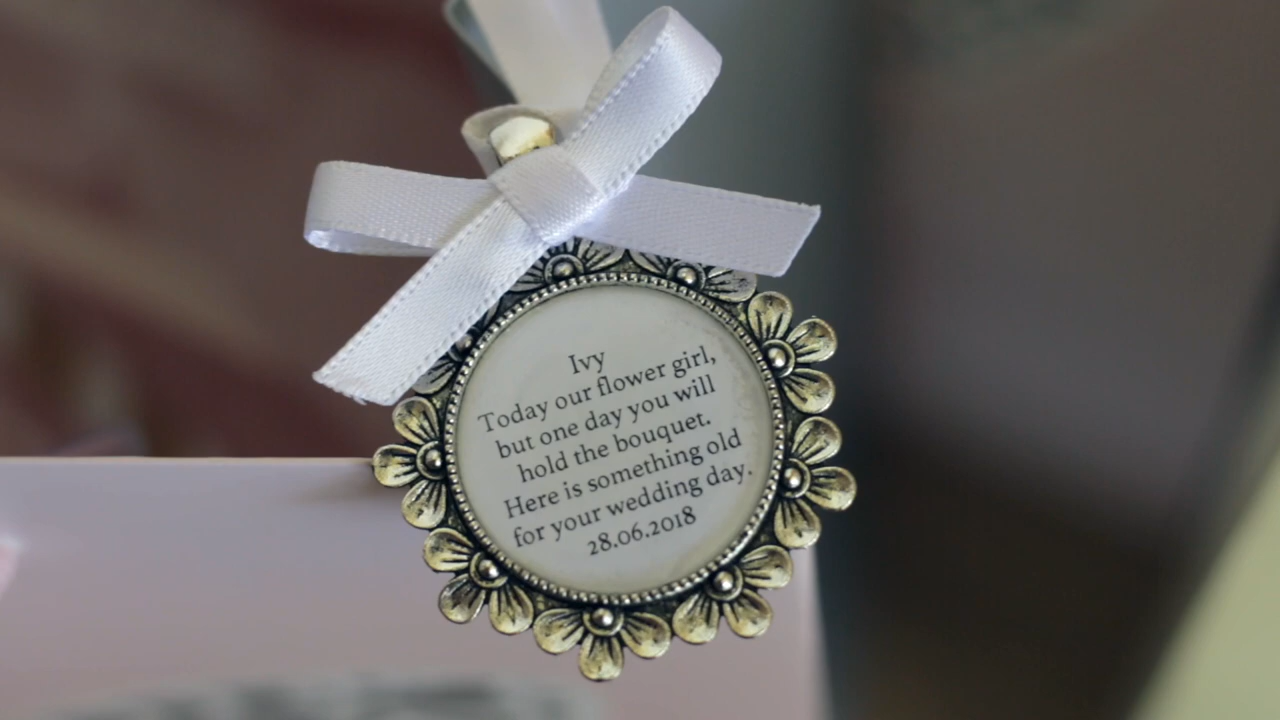 Ivy
Today our flower girl,
but one day you will
hold the bouquet.
Here is something old
for your wedding day.
28.06.2018